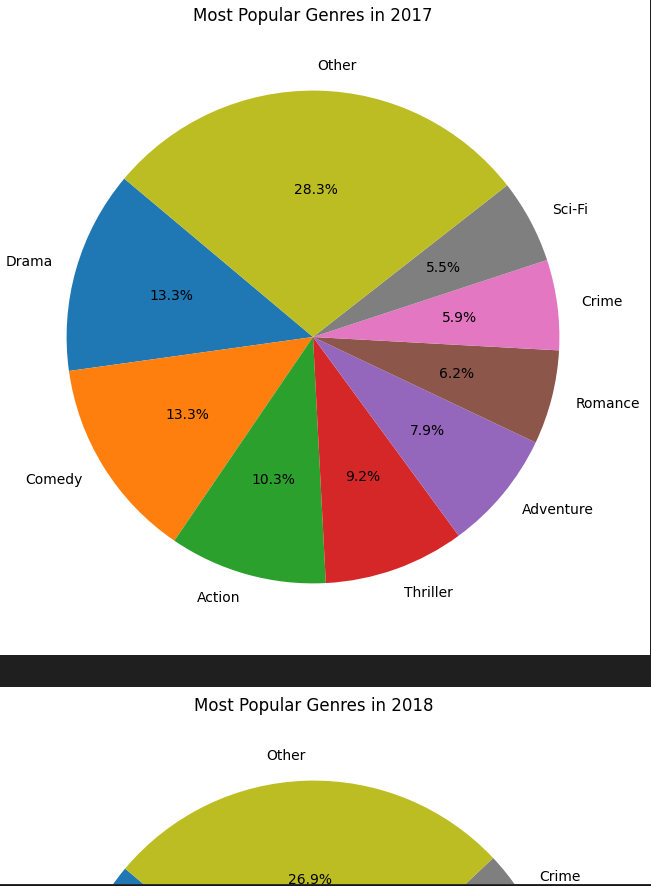 Most Popular Genres in 2017
Other
28.3%
Sci-Fi
5.5%
Drama
13.3%
Crime
5.9%
6.2%
Romance
13.3%
7.9%
Comedy
10.3%
9.2%
Adventure
Action
Thriller
Most Popular Genres in 2018
Other
26.9%
Crime